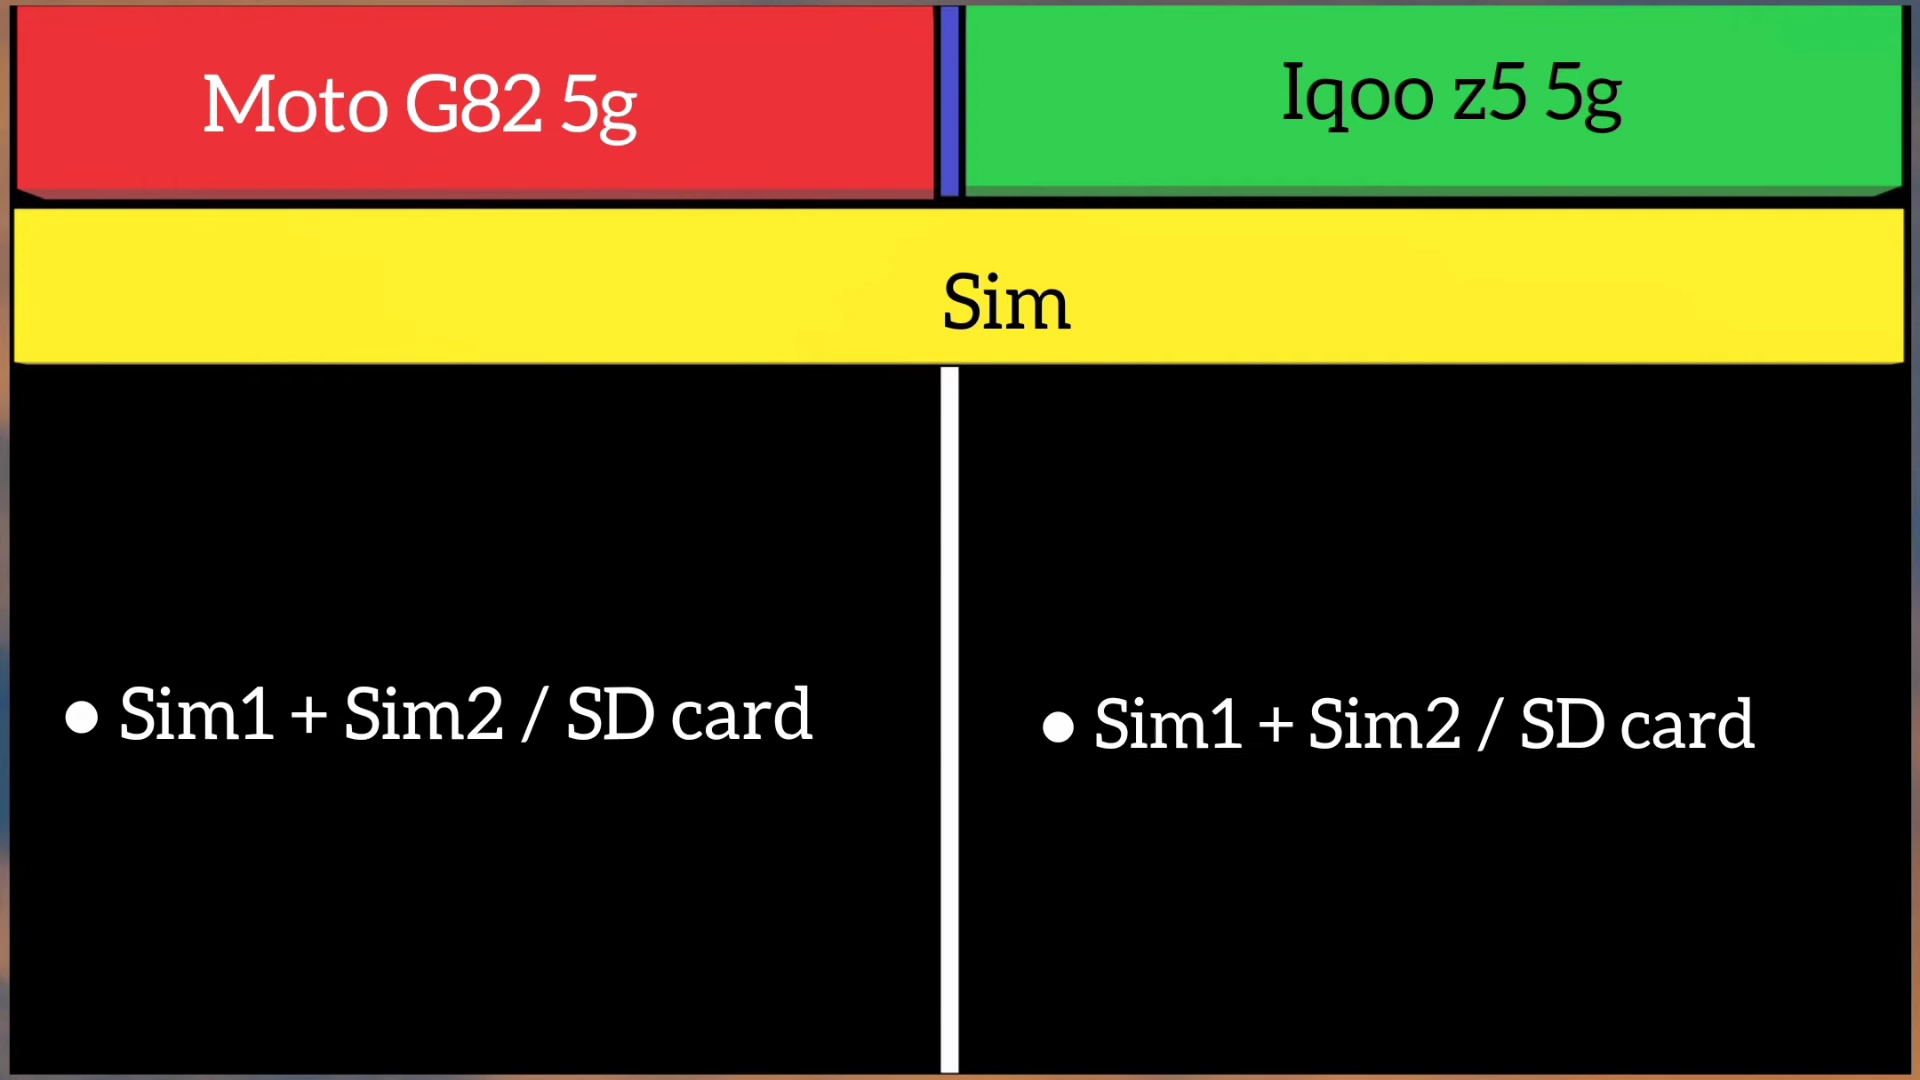 Moto G82 5g
Iqoo z5 5g
Sim
● Sim1 + Sim2 / SD card
● Sim1 + Sim2 / SD card